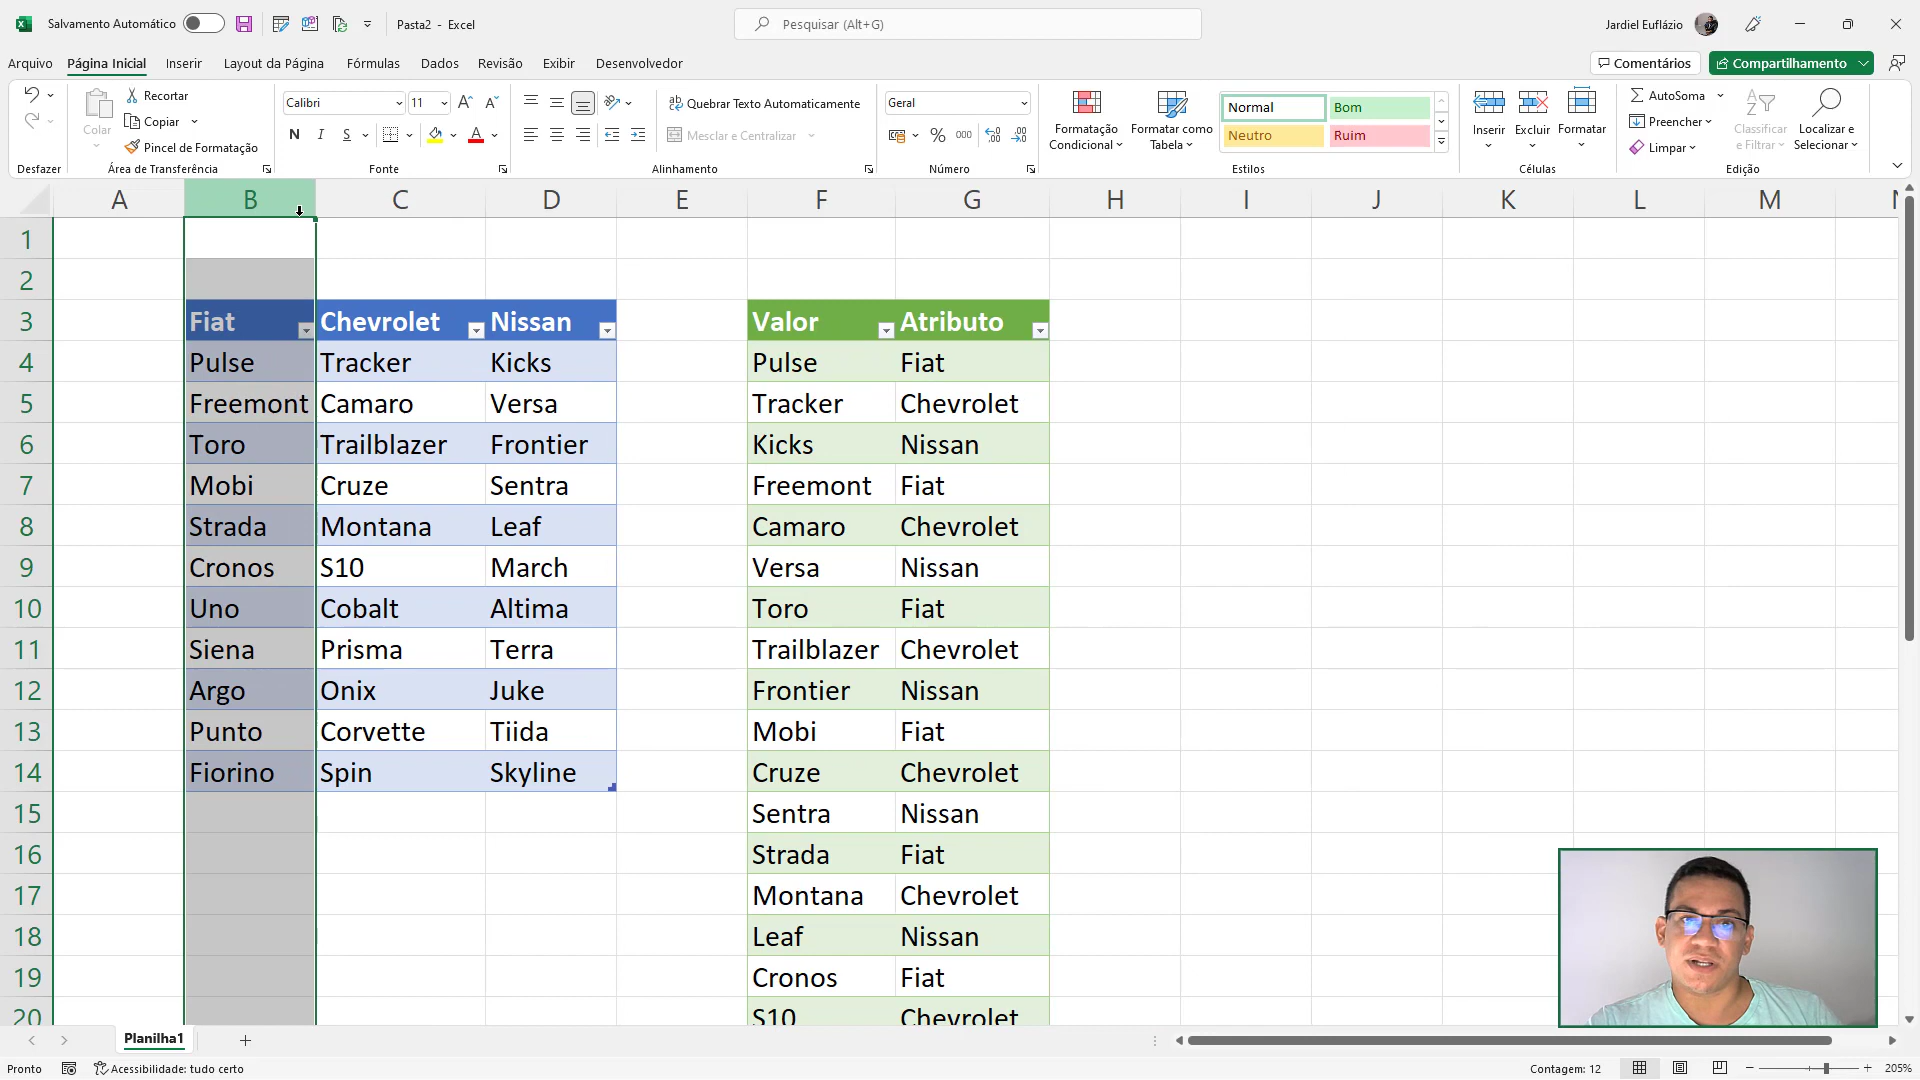 Salvamento Automático
Pasta2 - Excel
Pesquisar (Alt+G)
Jardiel Euflázio
Arquivo Página Inicial Inserir Layout da Página Fórmulas Dados Revisão Exibir Desenvolvedor
Comentários Compartilhamento
Colar
Recortar
Copiar
Pincel de Formatação
Calibri 11
N I S
Quebrar Texto Automaticamente
Mesclar e Centralizar
Geral
% 000
Formatação Condicional
Formatar como Tabela
Normal Bom
Neutro Ruim
Inserir Excluir Formatar
AutoSoma
Preencher
Limpar
Classificar e Filtrar
Localizar e Selecionar
Desfazer Área de Transferência Fonte Alinhamento Número Estilos Células Edição
A B C D E F G H I J K L M N
1
2
3 Fiat Chevrolet Nissan Valor Atributo
4 Pulse Tracker Kicks Pulse Fiat
5 Freemont Camaro Versa Tracker Chevrolet
6 Toro Trailblazer Frontier Kicks Nissan
7 Mobi Cruze Sentra Freemont Fiat
8 Strada Montana Leaf Camaro Chevrolet
9 Cronos S10 March Versa Nissan
10 Uno Cobalt Altima Toro Fiat
11 Siena Prisma Terra Trailblazer Chevrolet
12 Argo Onix Juke Frontier Nissan
13 Punto Corvette Tiida Mobi Fiat
14 Fiorino Spin Skyline Cruze Chevrolet
15 Sentra Nissan
16 Strada Fiat
17 Montana Chevrolet
18 Leaf Nissan
19 Cronos Fiat
20 S10 Chevrolet
Planilha1
Pronto Acessibilidade: tudo certo Contagem: 12 205%